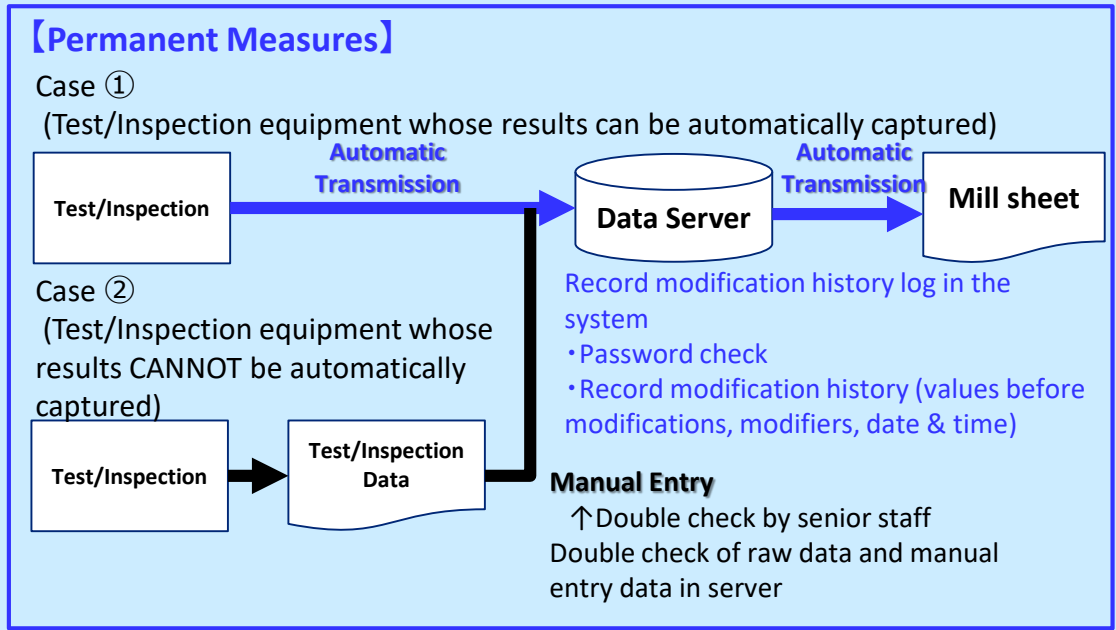 【Permanent Measures】
Case ①
(Test/Inspection equipment whose results can be automatically captured)
Test/Inspection
Automatic
Transmission
Data Server
Automatic
Transmission
Mill sheet
Record modification history log in the
system
・Password check
・Record modification history (values before
modifications, modifiers, date & time)
Case ②
(Test/Inspection equipment whose
results CANNOT be automatically
captured)
Test/Inspection
Test/Inspection
Data
Manual Entry
↑Double check by senior staff
Double check of raw data and manual
entry data in server